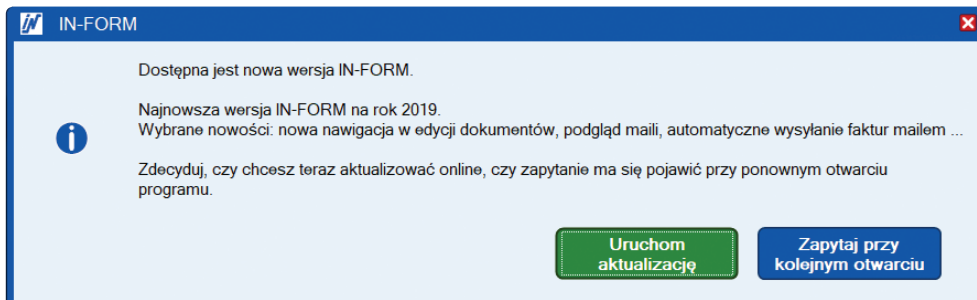 IN IN-FORM
Dostępna jest nowa wersja IN-FORM.
Najnowsza wersja IN-FORM na rok 2019.
Wybrane nowości: nowa nawigacja w edycji dokumentów, podgląd maili, automatyczne wysyłanie faktur mailem ...
Zdecyduj, czy chcesz teraz aktualizować online, czy zapytanie ma się pojawić przy ponownym otwarciu
programu.
Uruchom
aktualizację
Zapytaj przy
kolejnym otwarciu